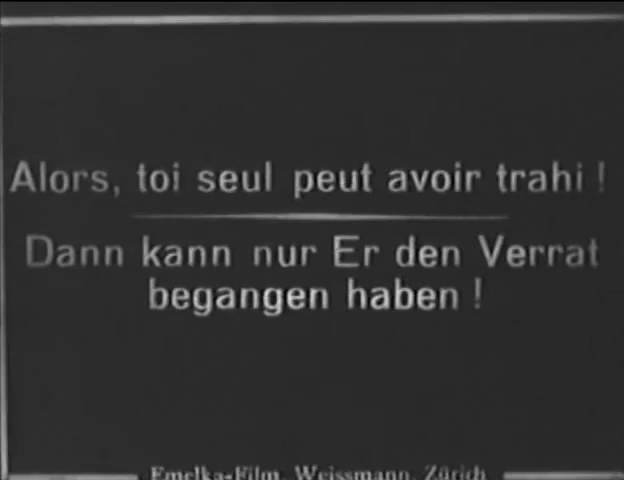 Alors, toi seul peut avoir trahi !
Dann kann nur Er den Verrat
begangen haben !
Emelka-Film, Weissmann, Zürich